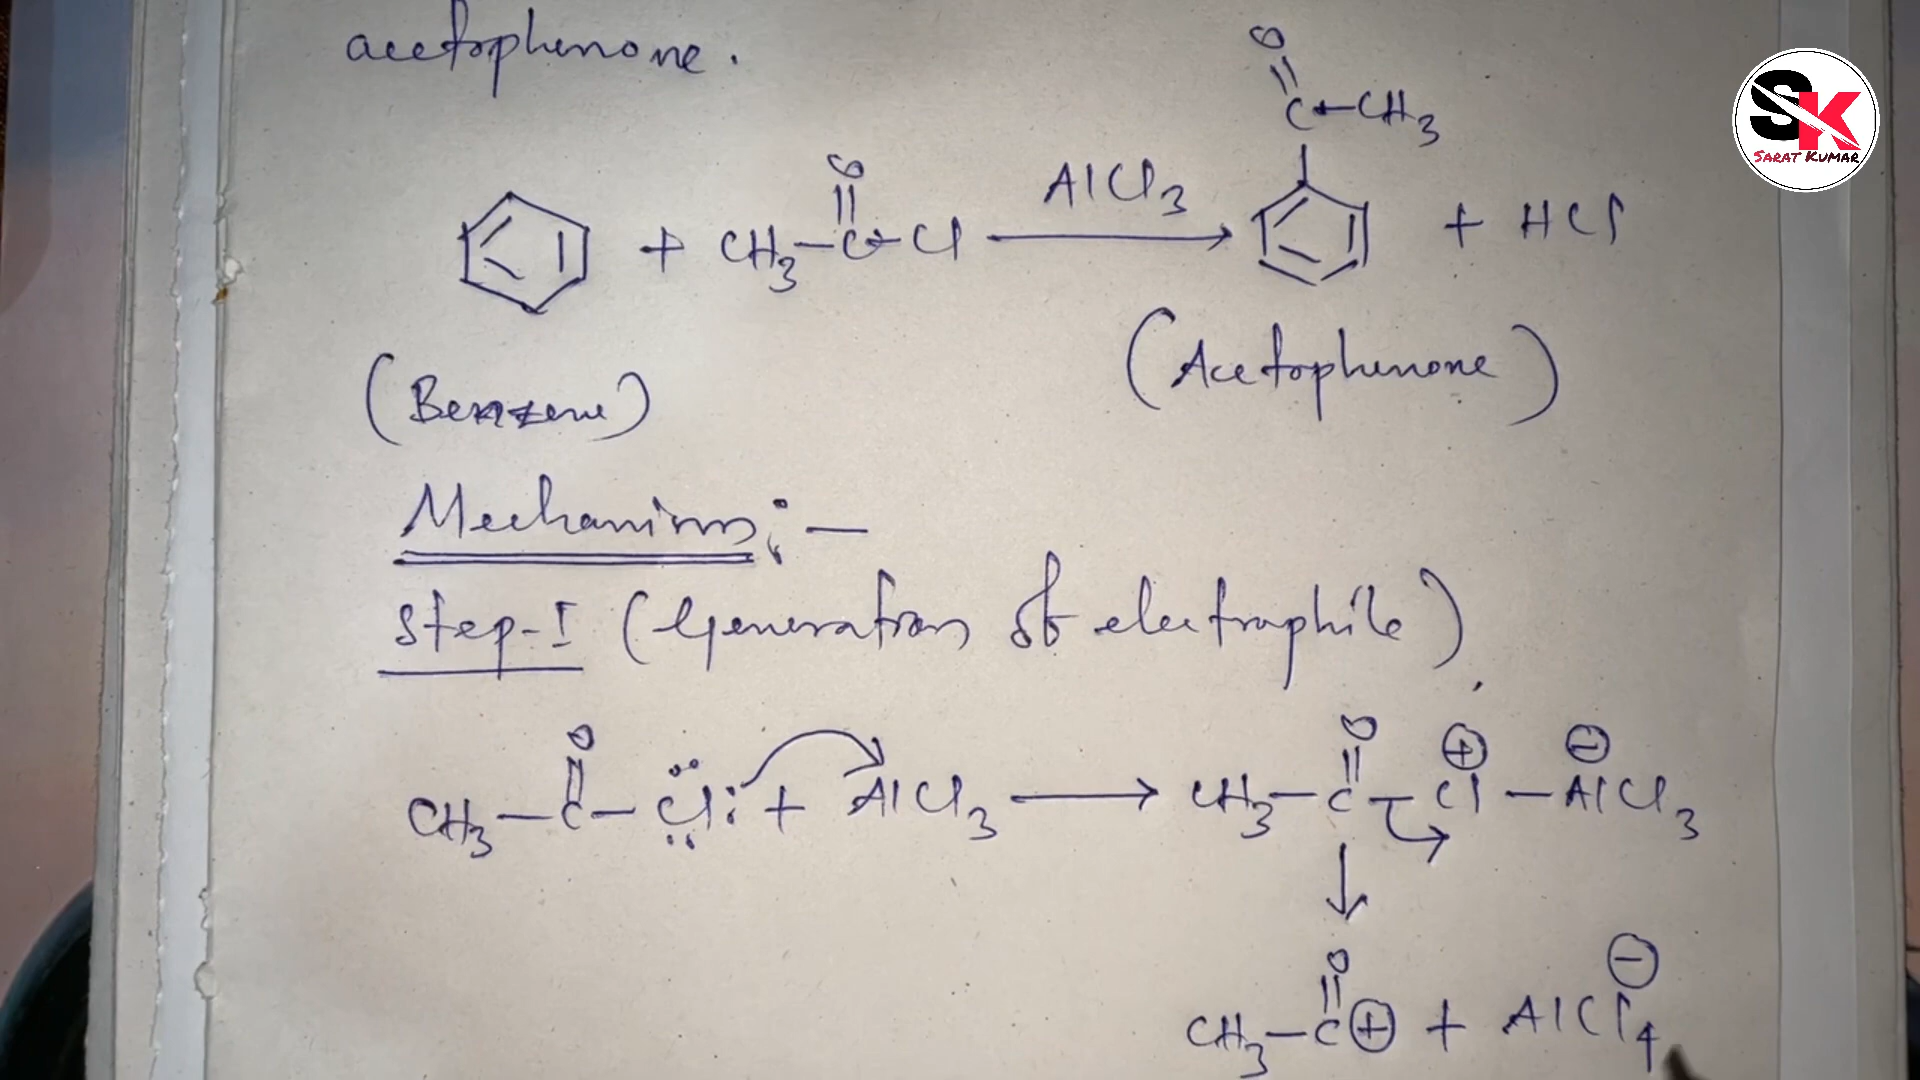 acetophenone.
O
C-CH3
SK
SARAT KUMAR
O
+ CH3-C-Cl AlCl3 + HCl
(Benzene) (Acetophenone)
Mechanism:-
Step-I (Generation of electrophile)
O O + -
CH3-C-Cl: + AlCl3 → CH3-C-Cl-AlCl3
↓
O -
CH3-C+ + AlCl4